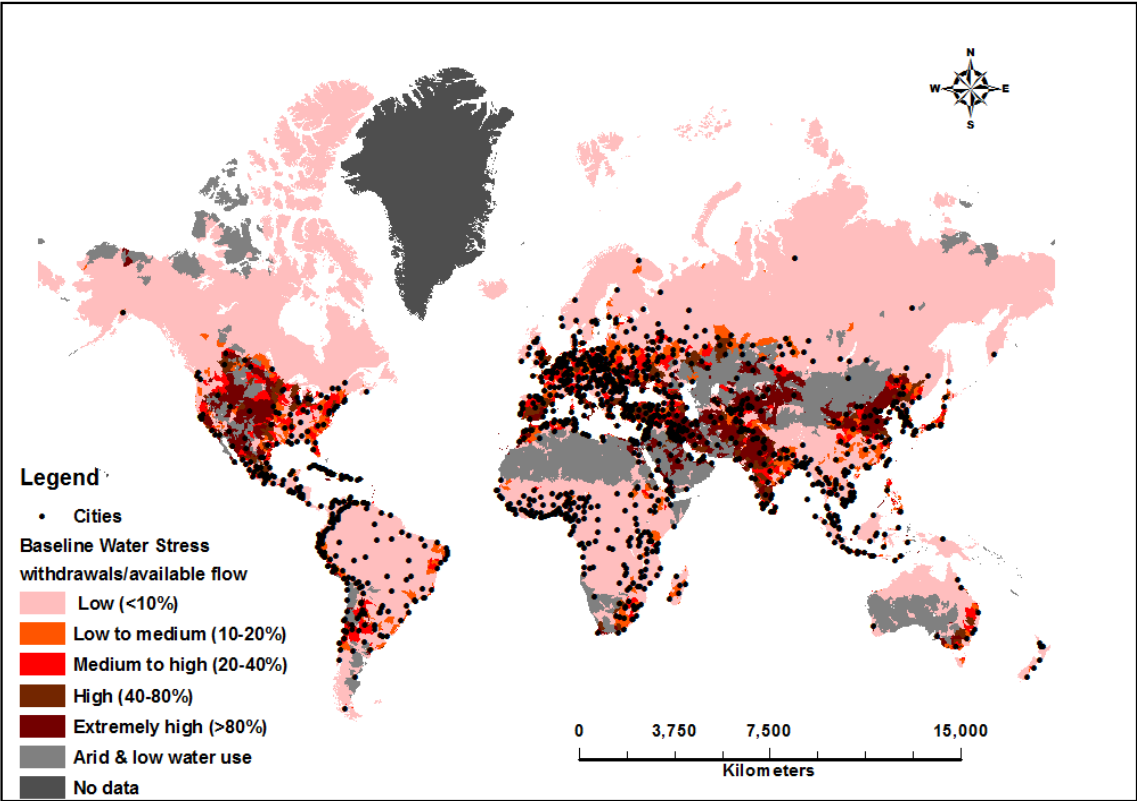 N
W E
S
Legend
• Cities
Baseline Water Stress
withdrawals/available flow
Low (<10%)
Low to medium (10-20%)
Medium to high (20-40%)
High (40-80%)
Extremely high (>80%)
Arid & low water use
No data
0 3,750 7,500 15,000
Kilometers